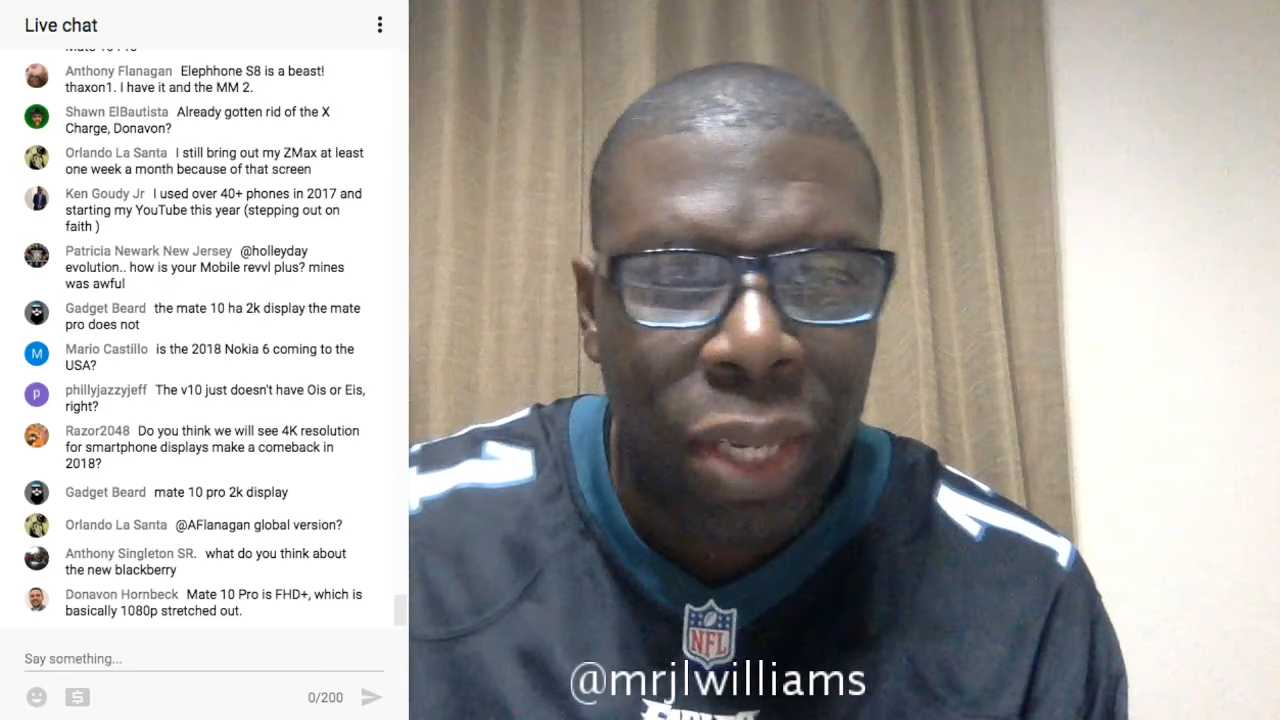 Live chat
Anthony Flanagan Elephhone S8 is a beast!
thaxon1. I have it and the MM 2.
Shawn ElBautista Already gotten rid of the X
Charge, Donavon?
Orlando La Santa I still bring out my ZMax at least
one week a month because of that screen
Ken Goudy Jr I used over 40+ phones in 2017 and
starting my YouTube this year (stepping out on
faith )
Patricia Newark New Jersey @holleyday
evolution.. how is your Mobile revvl plus? mines
was awful
Gadget Beard the mate 10 ha 2k display the mate
pro does not
M
Mario Castillo is the 2018 Nokia 6 coming to the
USA?
p
phillyjazzyjeff The v10 just doesn't have Ois or Eis,
right?
Razor2048 Do you think we will see 4K resolution
for smartphone displays make a comeback in
2018?
Gadget Beard mate 10 pro 2k display
Orlando La Santa @AFlanagan global version?
Anthony Singleton SR. what do you think about
the new blackberry
Donavon Hornbeck Mate 10 Pro is FHD+, which is
basically 1080p stretched out.
Say something...
0/200
NFL
@mrjlwilliams